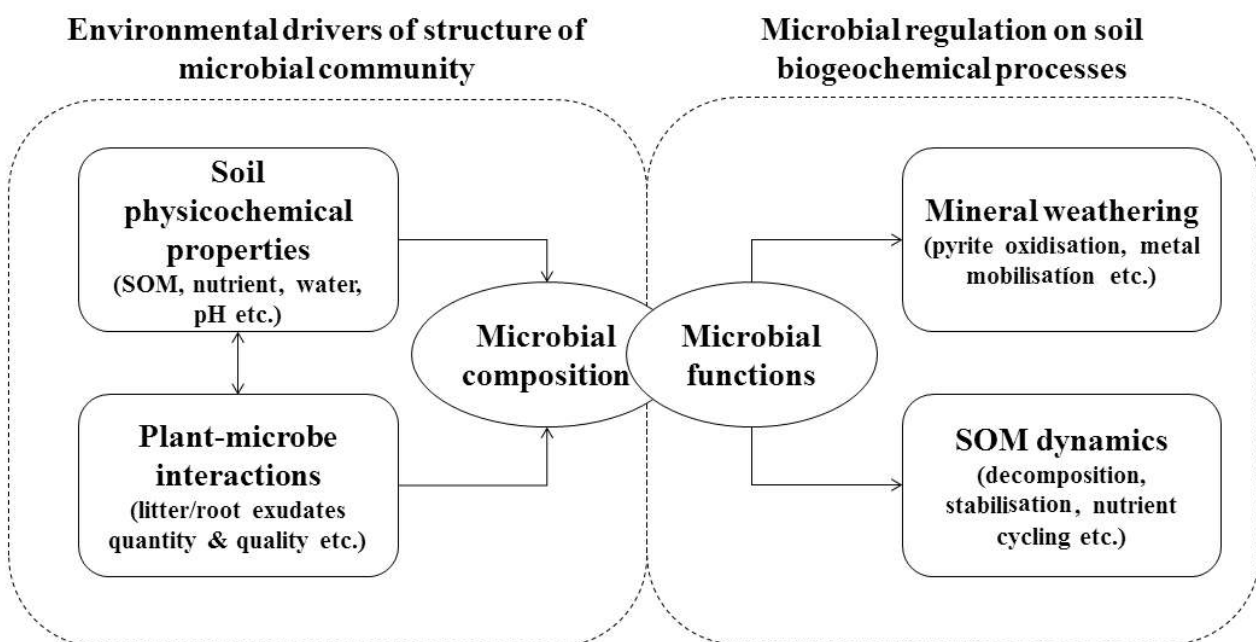 Environmental drivers of structure of
microbial community
Microbial regulation on soil
biogeochemical processes
Soil
physicochemical
properties
(SOM, nutrient, water,
pH etc.)
Plant-microbe
interactions
(litter/root exudates
quantity & quality etc.)
Microbial
composition
Microbial
functions
Mineral weathering
(pyrite oxidisation, metal
mobilisation etc.)
SOM dynamics
(decomposition,
stabilisation, nutrient
cycling etc.)